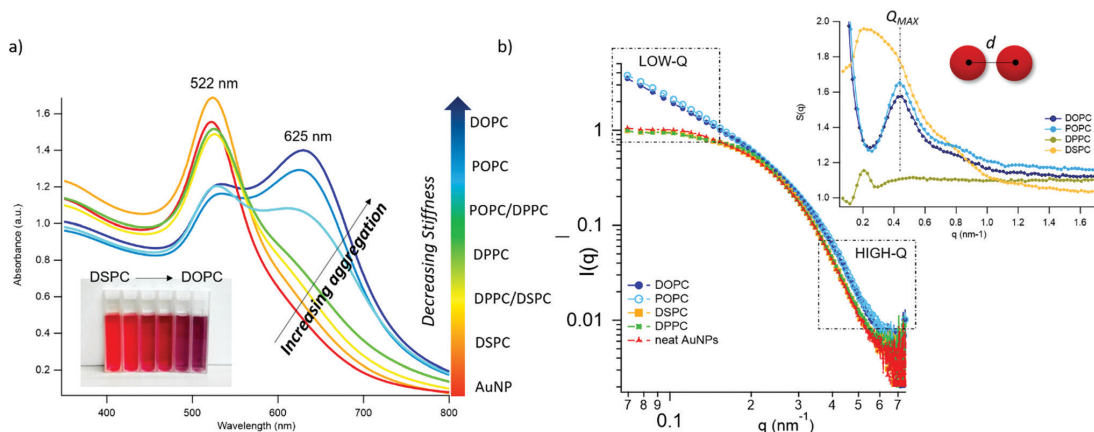 a)
522 nm
625 nm
Absorbance (a.u.)
1.8
1.6
1.4
1.2
1.0
0.8
0.6
0.4
0.2
400
500
600
700
800
Wavelength (nm)
DSPC
DOPC
Increasing aggregation
Decreasing Stiffness
DOPC
POPC
POPC/DPPC
DPPC
DPPC/DSPC
DSPC
AuNP
b)
LOW-Q
HIGH-Q
I(q)
1
0.1
0.01
DOPC
POPC
DSPC
DPPC
neat AuNPs
7 8 9
0.1
2 3 4 5 6 7
q (nm⁻¹)
QMAX
d
S(q)
2.0
1.8
1.6
1.4
1.2
1.0
DOPC
POPC
DPPC
DSPC
0.2 0.4 0.6 0.8 1.0 1.2 1.4 1.6
q (nm-1)